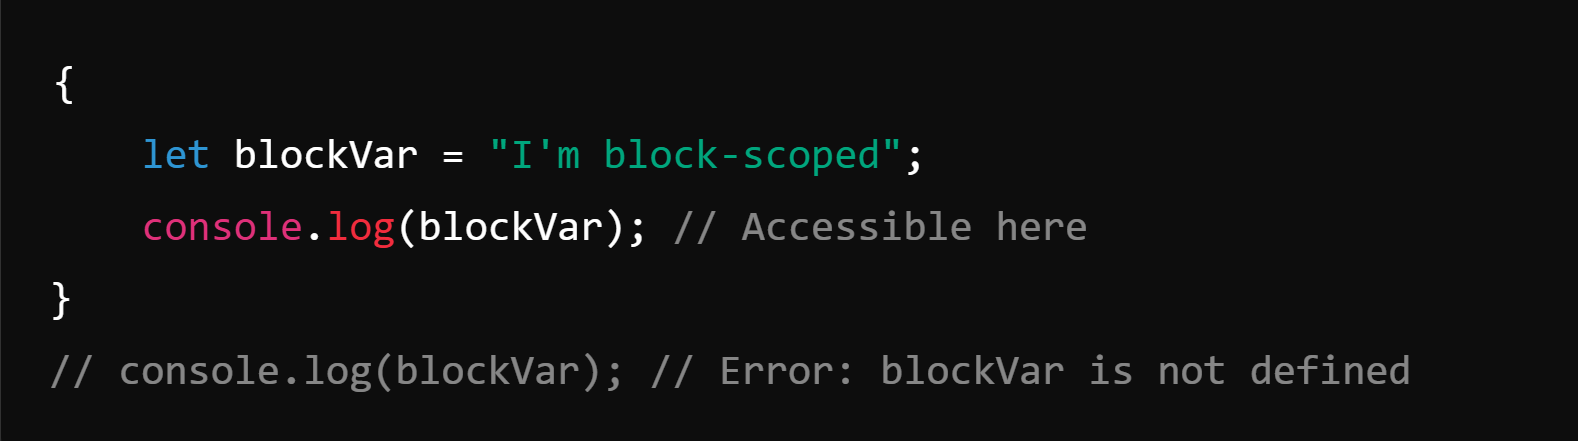 {
    let blockVar = "I'm block-scoped";
    console.log(blockVar); // Accessible here
}
// console.log(blockVar); // Error: blockVar is not defined